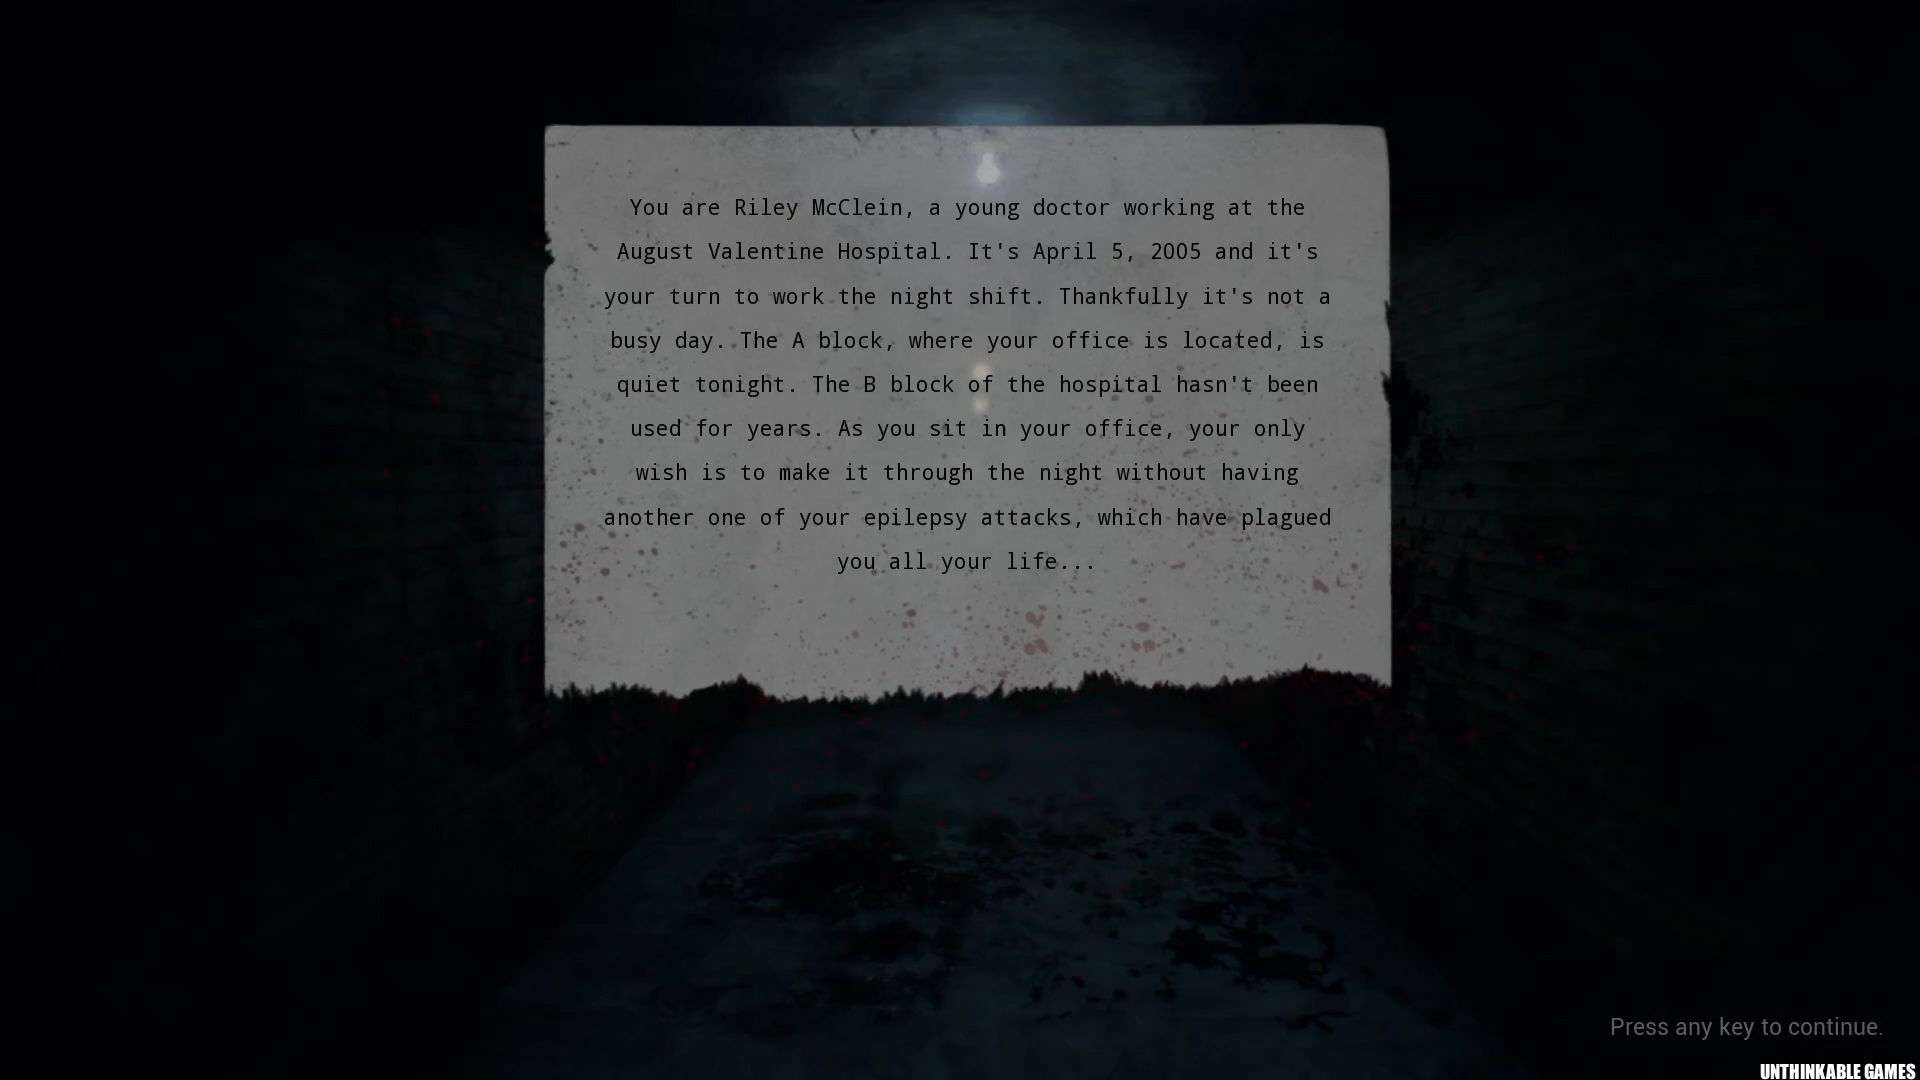 You are Riley McClein, a young doctor working at the
August Valentine Hospital. It's April 5, 2005 and it's
your turn to work the night shift. Thankfully it's not a
busy day. The A block, where your office is located, is
quiet tonight. The B block of the hospital hasn't been
used for years. As you sit in your office, your only
wish is to make it through the night without having
another one of your epilepsy attacks, which have plagued
you all your life...
Press any key to continue.
UNTHINKABLE GAMES